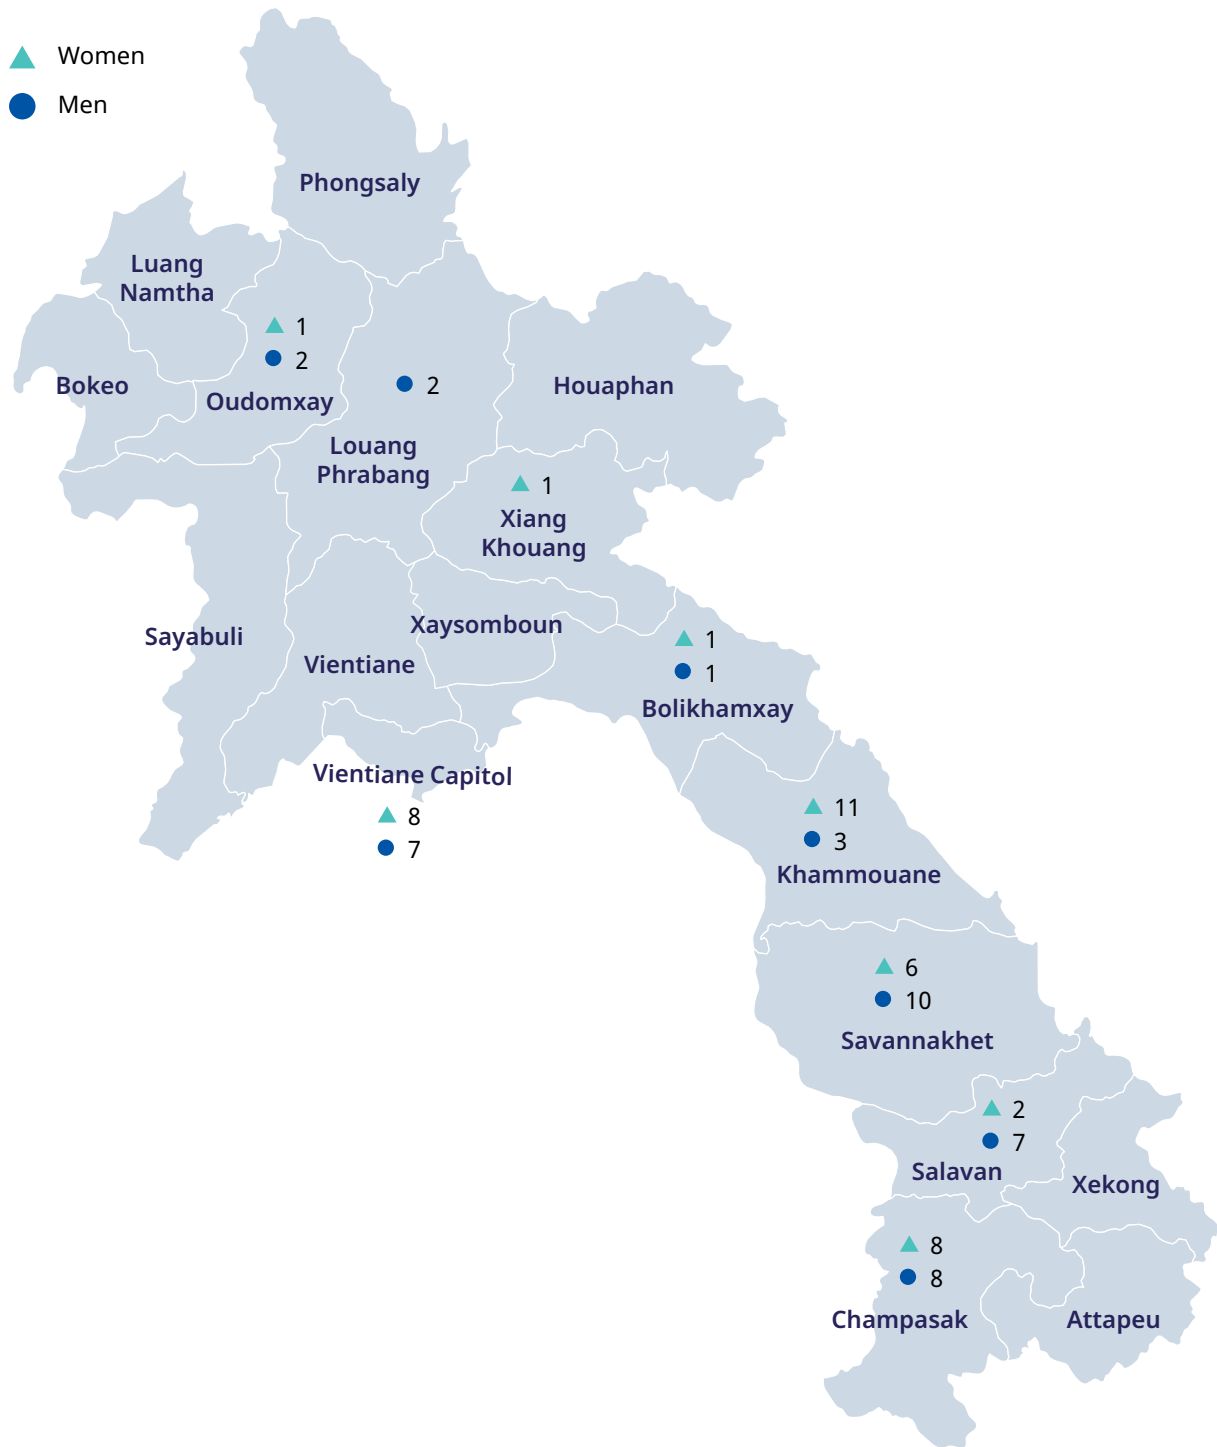 Women
Men
Phongsaly
Luang
Namtha
1
2
Bokeo
Oudomxay
2
Houaphan
Louang
Phrabang
1
Xiang
Khouang
Sayabuli
Xaysomboun
Vientiane
1
1
Bolikhamxay
Vientiane Capitol
8
7
11
3
Khammouane
6
10
Savannakhet
2
7
Salavan
Xekong
8
8
Champasak
Attapeu